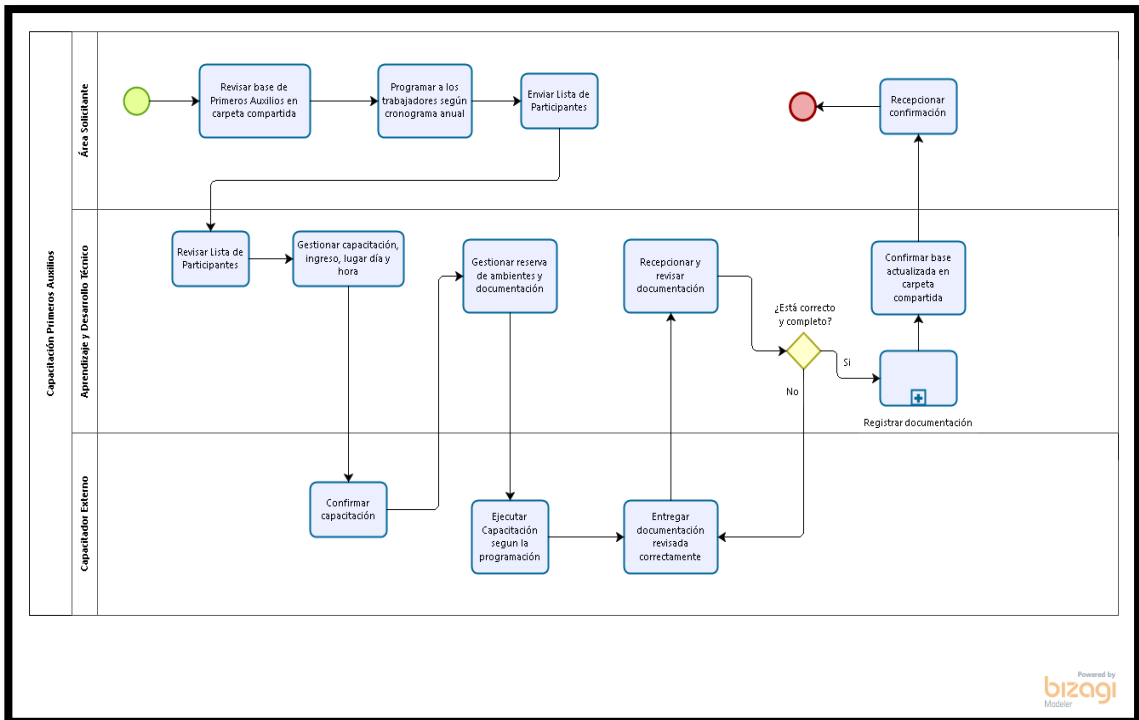 Capacitación Primeros Auxilios
Área Solicitante
Revisar base de
Primeros Auxilios en
carpeta compartida
Programar a los
trabajadores según
cronograma anual
Enviar Lista de
Participantes
Recepcionar
confirmación
Aprendizaje y Desarrollo Técnico
Revisar Lista de
Participantes
Gestionar capacitación,
ingreso, lugar día y
hora
Gestionar reserva
de ambientes y
documentación
Recepcionar y
revisar
documentación
¿Está correcto
y completo?
Si
No
Confirmar base
actualizada en
carpeta
compartida
Registrar documentación
Capacitador Externo
Confirmar
capacitación
Ejecutar
Capacitación
segun la
programación
Entregar
documentación
revisada
correctamente
Powered by
bizagi
Modeler